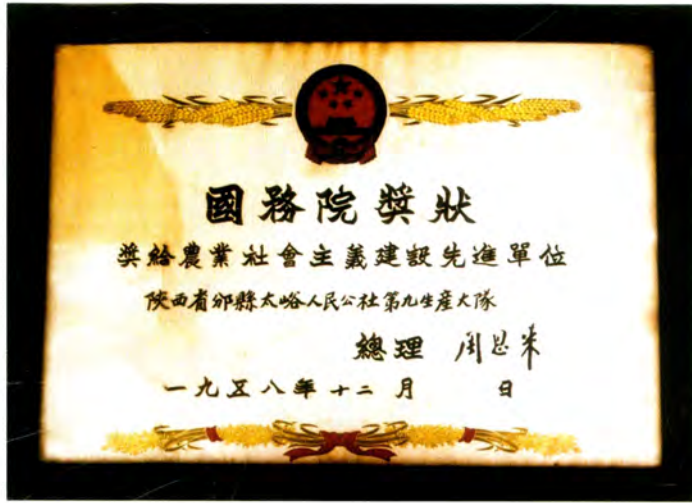 國務院獎狀
獎給農業社會主義建設先進單位
陝西省邠縣太峪人民公社第九生產大隊
總理 周恩来
一九五八年十二月 日